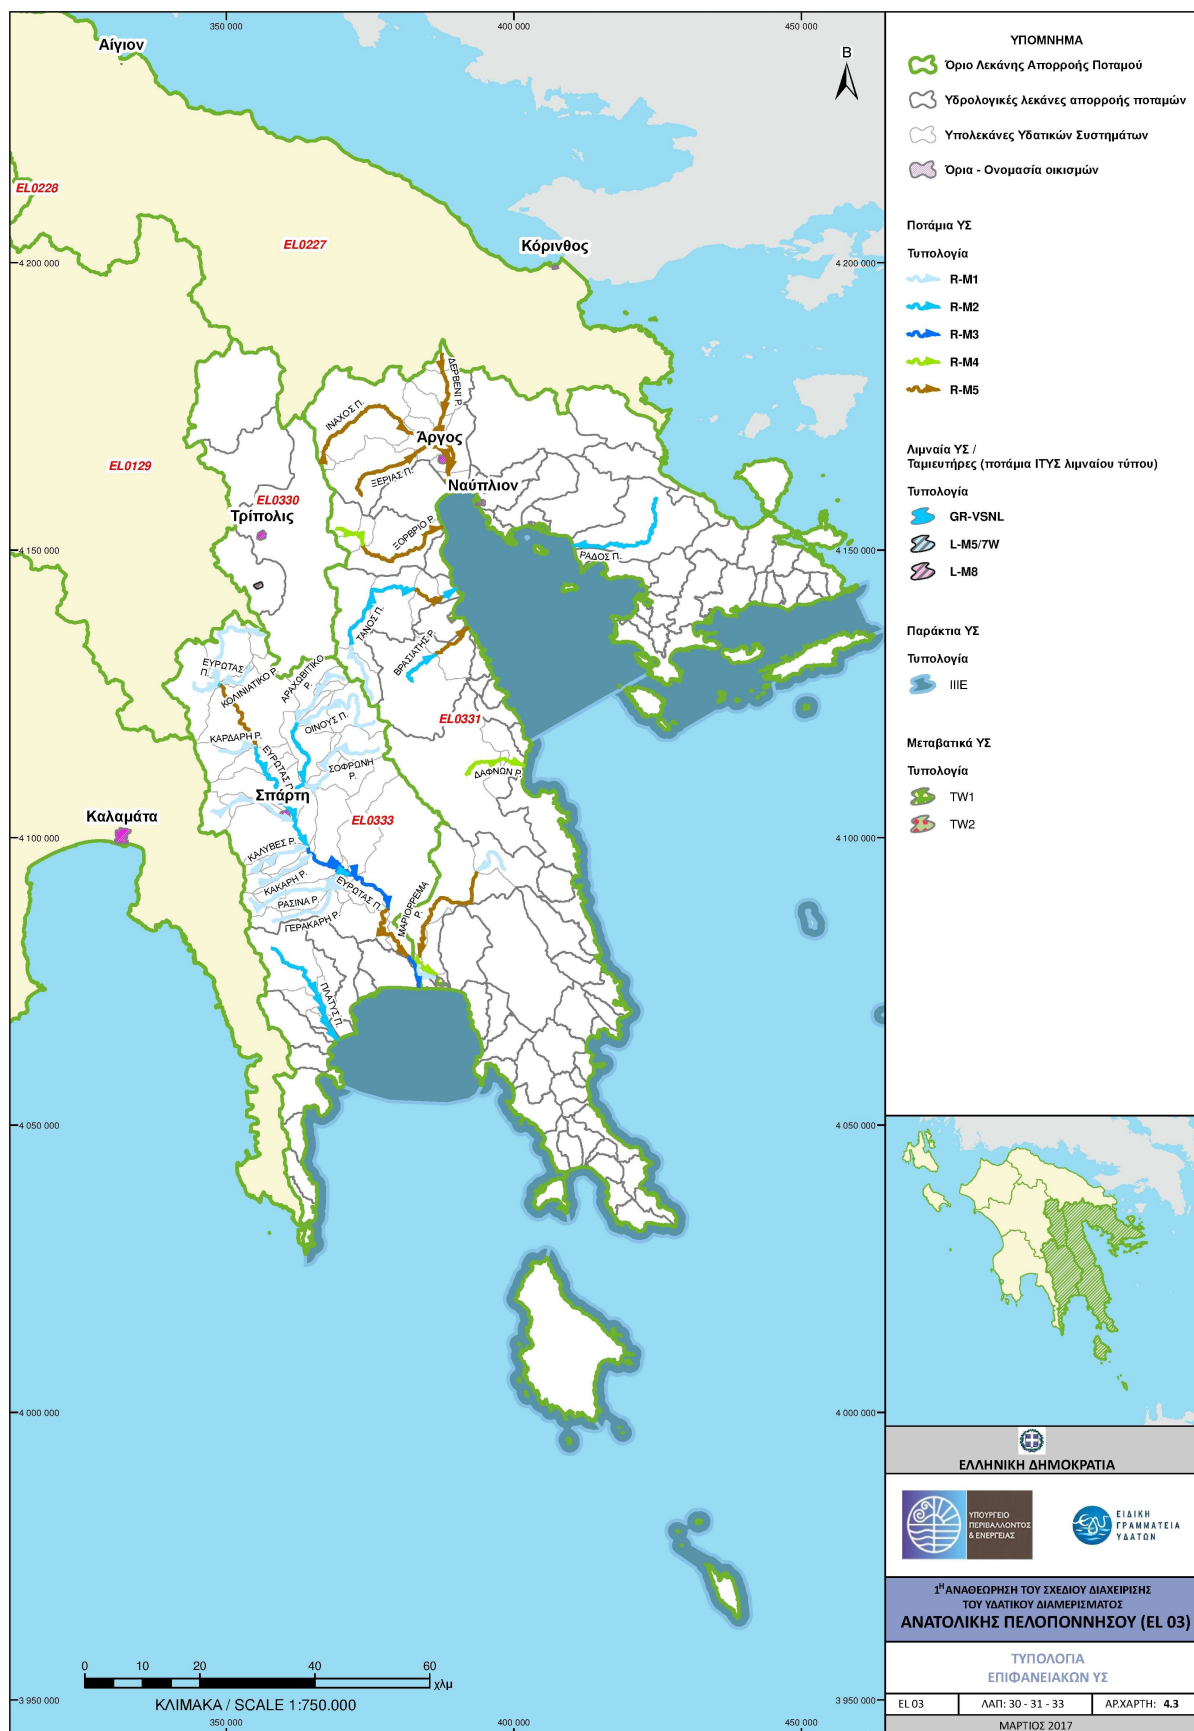 350 000
400 000
450 000
Αίγιον
Β
EL0228
EL0227
Κόρινθος
4 200 000
4 200 000
ΔΕΡΒΕΝΙ Ρ.
ΙΝΑΧΟΣ Π.
Άργος
EL0129
ΞΕΡΙΑΣ Π.
Ναύπλιον
EL0330
Τρίπολις
ΞΟΡΒΡΙΟ Ρ.
4 150 000
4 150 000
ΡΑΔΟΣ Π.
ΤΑΝΟΣ Π.
ΒΡΑΣΙΑΤΗΣ Ρ.
ΕΥΡΩΤΑΣ
Π.
ΚΟΛΙΝΙΑΤΙΚΟ Ρ.
ΑΡΑΧΩΒΙΤΙΚΟ
Ρ.
ΟΙΝΟΥΣ Π.
EL0331
ΚΑΡΔΑΡΗ Ρ.
ΕΥΡΩΤΑΣ Π.
ΣΟΦΡΩΝΗ
Ρ.
ΔΑΦΝΩΝ Ρ.
Σπάρτη
Καλαμάτα
EL0333
4 100 000
4 100 000
ΚΑΛΥΒΕΣ Ρ.
ΚΑΚΑΡΗ Ρ.
ΕΥΡΩΤΑΣ Π.
ΡΑΣΙΝΑ Ρ.
ΜΑΡΙΟΡΡΕΜΑ
Ρ.
ΓΕΡΑΚΑΡΗ Ρ.
ΠΛΑΤΥΣ Π.
4 050 000
4 050 000
4 000 000
4 000 000
0
10
20
40
60
χλμ
ΚΛΙΜΑΚΑ / SCALE 1:750.000
3 950 000
3 950 000
350 000
400 000
450 000
ΥΠΟΜΝΗΜΑ
Όριο Λεκάνης Απορροής Ποταμού
Υδρολογικές λεκάνες απορροής ποταμών
Υπολεκάνες Υδατικών Συστημάτων
Όρια - Ονομασία οικισμών
Ποτάμια ΥΣ
Τυπολογία
R-M1
R-M2
R-M3
R-M4
R-M5
Λιμναία ΥΣ /
Ταμιευτήρες (ποτάμια ΙΤΥΣ λιμναίου τύπου)
Τυπολογία
GR-VSNL
L-M5/7W
L-M8
Παράκτια ΥΣ
Τυπολογία
IIIE
Μεταβατικά ΥΣ
Τυπολογία
TW1
TW2
ΕΛΛΗΝΙΚΗ ΔΗΜΟΚΡΑΤΙΑ
ΥΠΟΥΡΓΕΙΟ
ΠΕΡΙΒΑΛΛΟΝΤΟΣ
& ΕΝΕΡΓΕΙΑΣ
ΕΙΔΙΚΗ
ΓΡΑΜΜΑΤΕΙΑ
ΥΔΑΤΩΝ
1Η ΑΝΑΘΕΩΡΗΣΗ ΤΟΥ ΣΧΕΔΙΟΥ ΔΙΑΧΕΙΡΙΣΗΣ
ΤΟΥ ΥΔΑΤΙΚΟΥ ΔΙΑΜΕΡΙΣΜΑΤΟΣ
ΑΝΑΤΟΛΙΚΗΣ ΠΕΛΟΠΟΝΝΗΣΟΥ (EL 03)
ΤΥΠΟΛΟΓΙΑ
ΕΠΙΦΑΝΕΙΑΚΩΝ ΥΣ
EL 03
ΛΑΠ: 30 - 31 - 33
ΑΡ.ΧΑΡΤΗ: 4.3
ΜΑΡΤΙΟΣ 2017